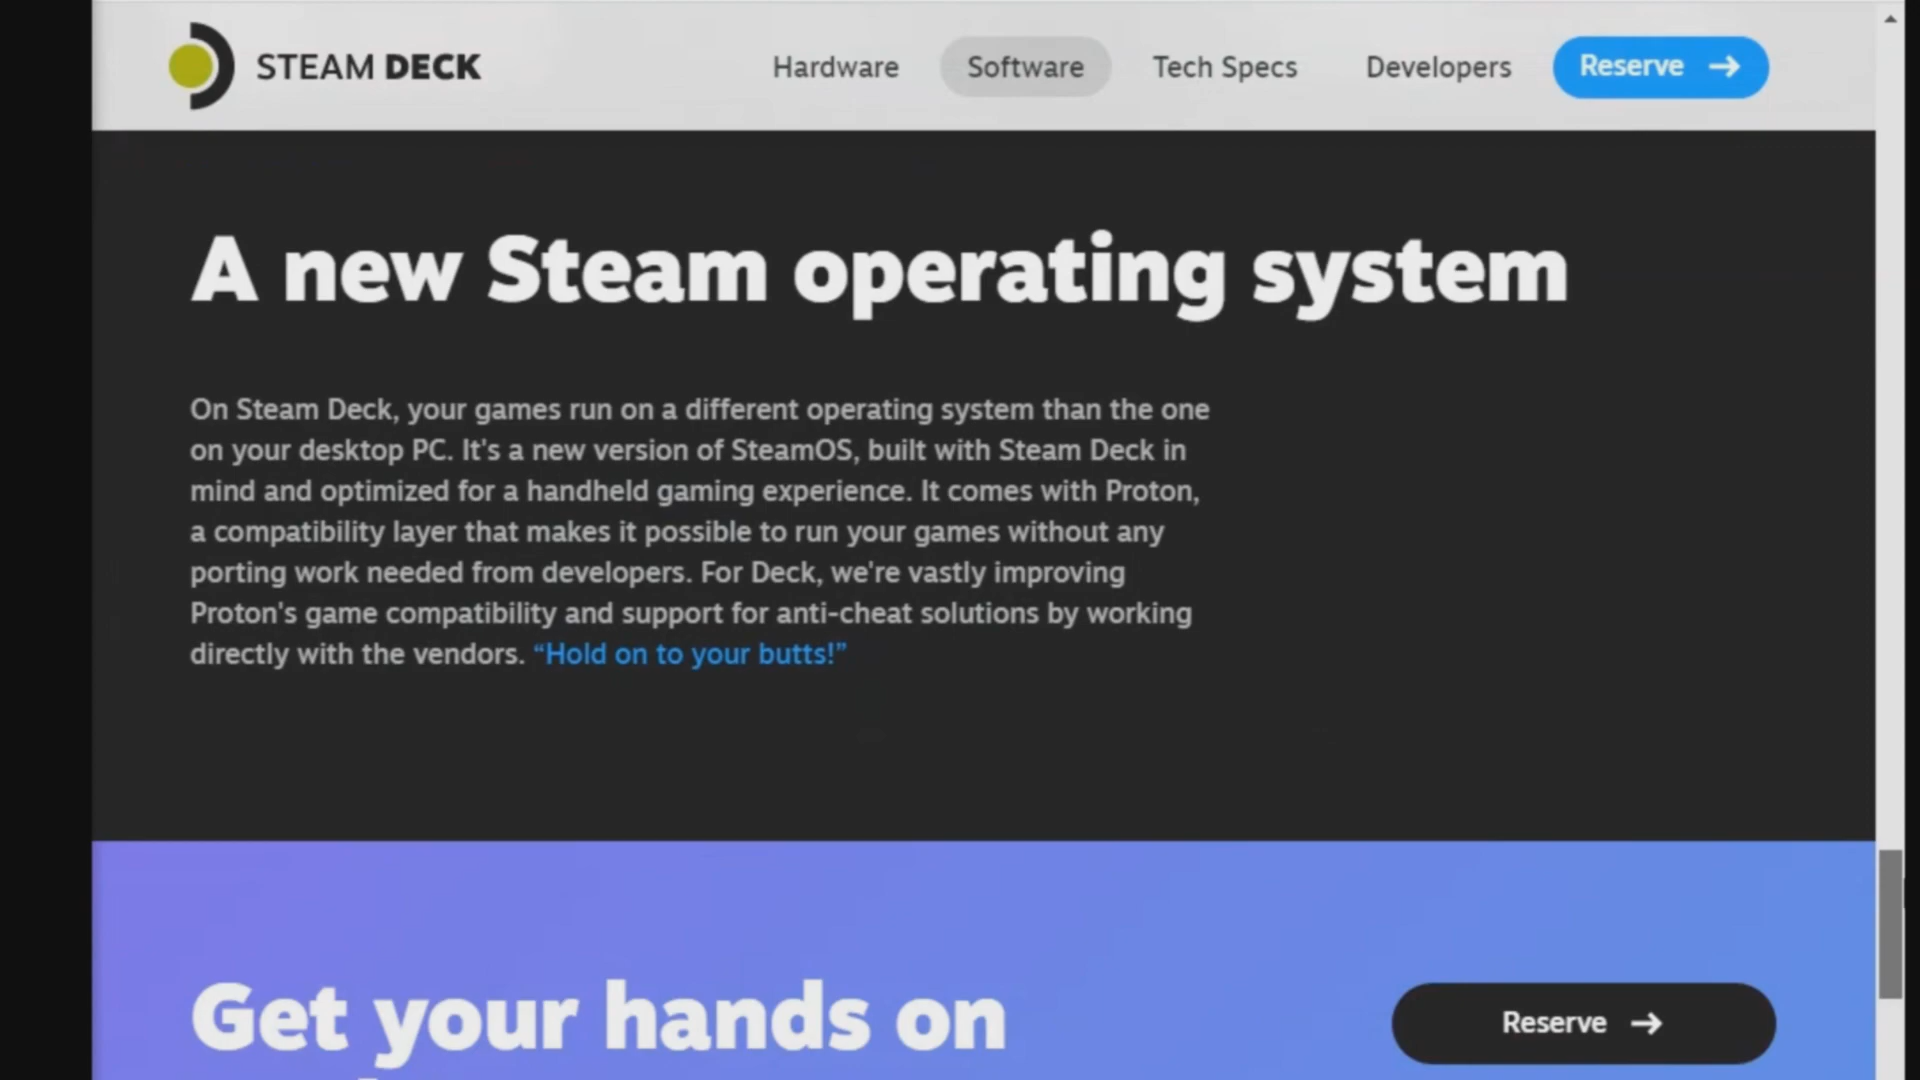 STEAM DECK
Hardware
Software
Tech Specs
Developers
Reserve →
A new Steam operating system
On Steam Deck, your games run on a different operating system than the one
on your desktop PC. It's a new version of SteamOS, built with Steam Deck in
mind and optimized for a handheld gaming experience. It comes with Proton,
a compatibility layer that makes it possible to run your games without any
porting work needed from developers. For Deck, we're vastly improving
Proton's game compatibility and support for anti-cheat solutions by working
directly with the vendors. “Hold on to your butts!”
Get your hands on
Reserve →